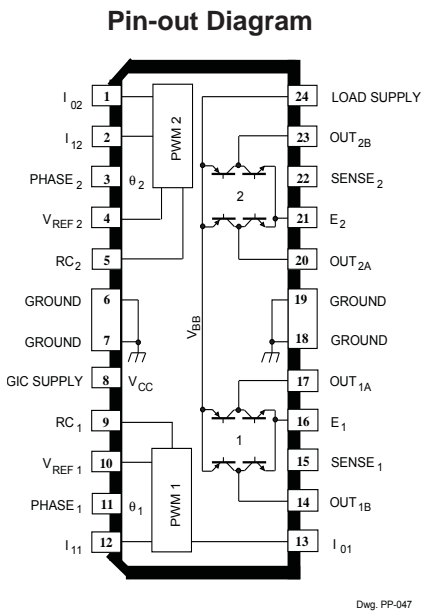 Pin-out Diagram
I02 1
I12 2
PHASE2 3 θ2
VREF 2 4
RC2 5
GROUND 6
GROUND 7
GIC SUPPLY 8 VCC
RC1 9
VREF 1 10
PHASE1 11 θ1
I11 12
PWM 2
PWM 1
VBB
2
1
24 LOAD SUPPLY
23 OUT2B
22 SENSE2
21 E2
20 OUT2A
19 GROUND
18 GROUND
17 OUT1A
16 E1
15 SENSE1
14 OUT1B
13 I01
Dwg. PP-047